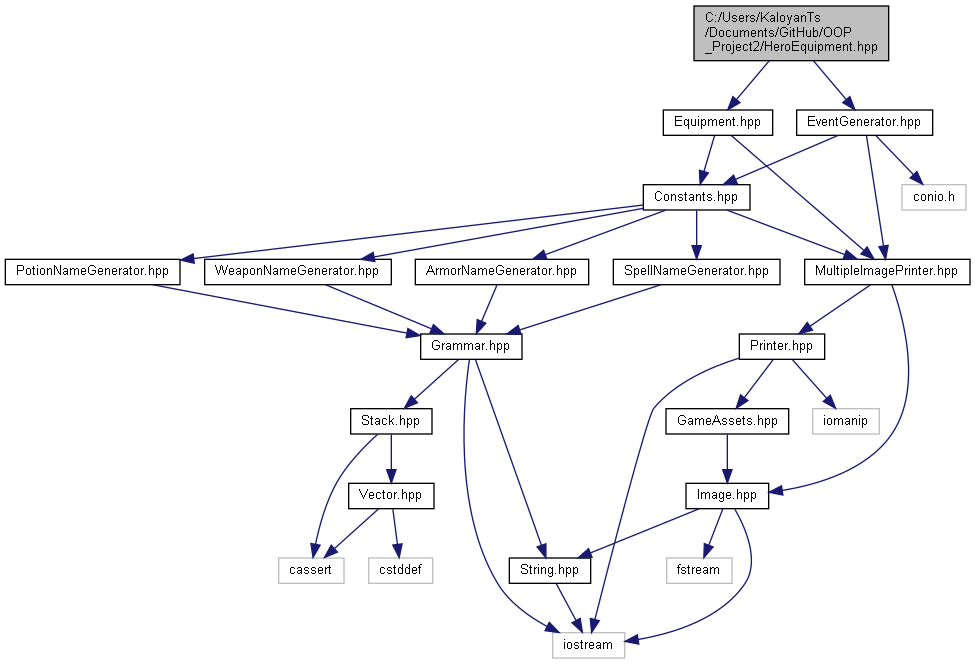 C:/Users/KaloyanTs
/Documents/GitHub/OOP
_Project2/HeroEquipment.hpp
Equipment.hpp
EventGenerator.hpp
Constants.hpp
conio.h
PotionNameGenerator.hpp
WeaponNameGenerator.hpp
ArmorNameGenerator.hpp
SpellNameGenerator.hpp
MultipleImagePrinter.hpp
Grammar.hpp
Printer.hpp
Stack.hpp
GameAssets.hpp
iomanip
Vector.hpp
Image.hpp
cassert
cstddef
String.hpp
fstream
iostream